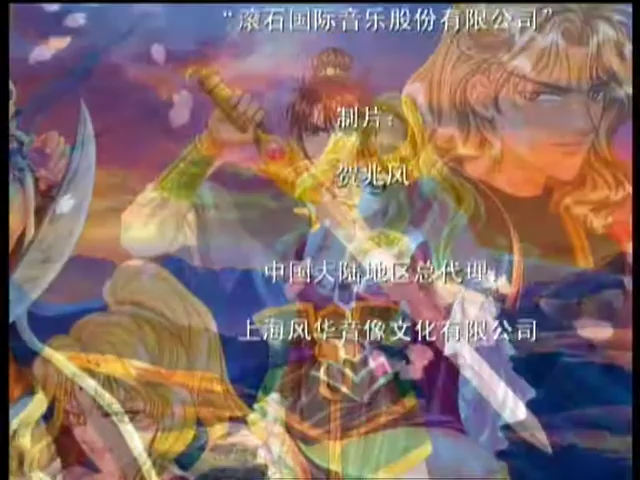 “滚石国际音乐股份有限公司”
制片：
贺兆风
中国大陆地区总代理：
上海风华音像文化有限公司